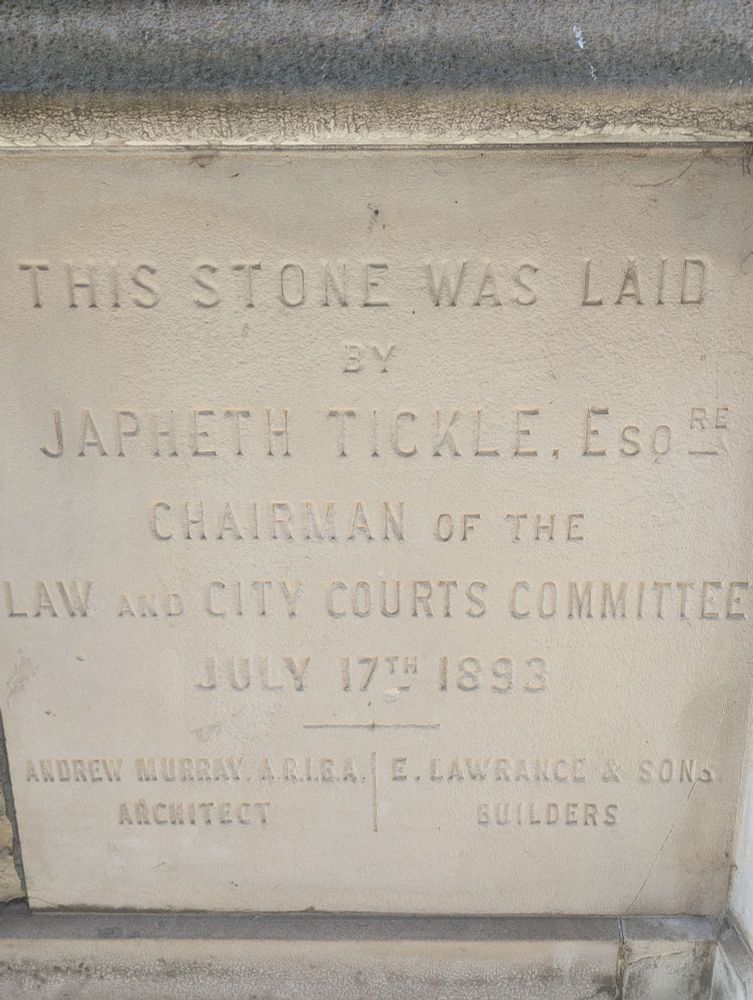 THIS STONE WAS LAID
BY
JAPHETH TICKLE, ESQRE
CHAIRMAN OF THE
LAW AND CITY COURTS COMMITTEE
JULY 17TH 1893
ANDREW MURRAY. A.R.I.B.A.
ARCHITECT
E. LAWRANCE & SONS.
BUILDERS